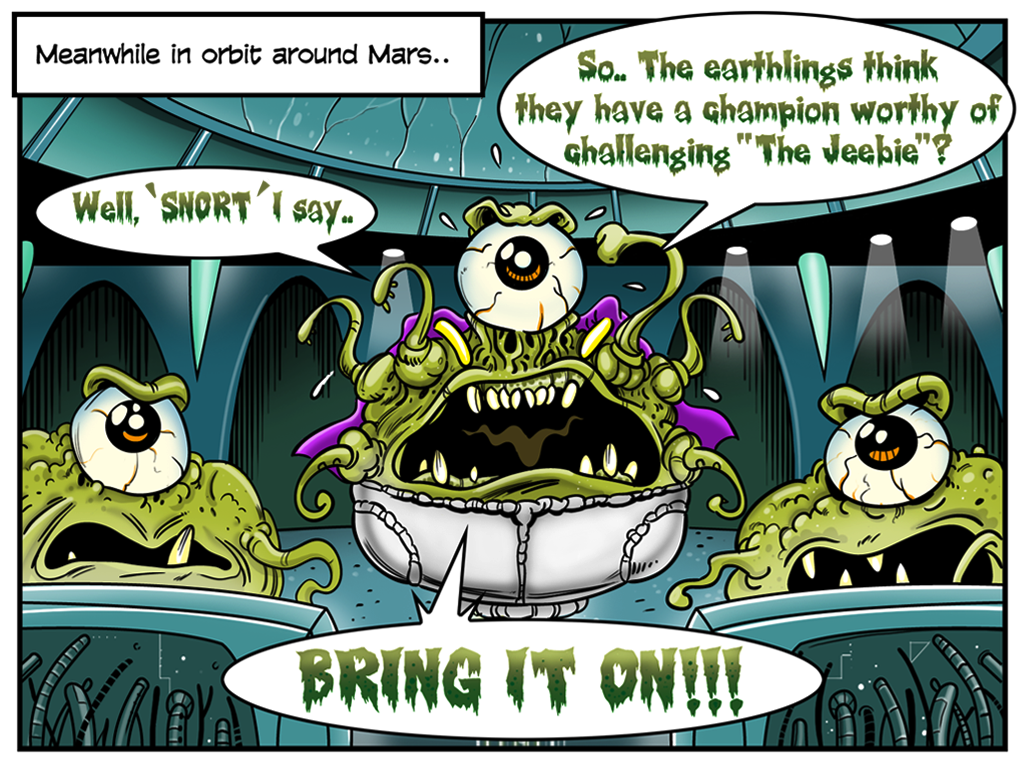 Meanwhile in orbit around Mars..
So.. The earthlings think
they have a champion worthy of
challenging "The Jeebie"?
Well, `SNORT´ I say..
BRING IT ON!!!